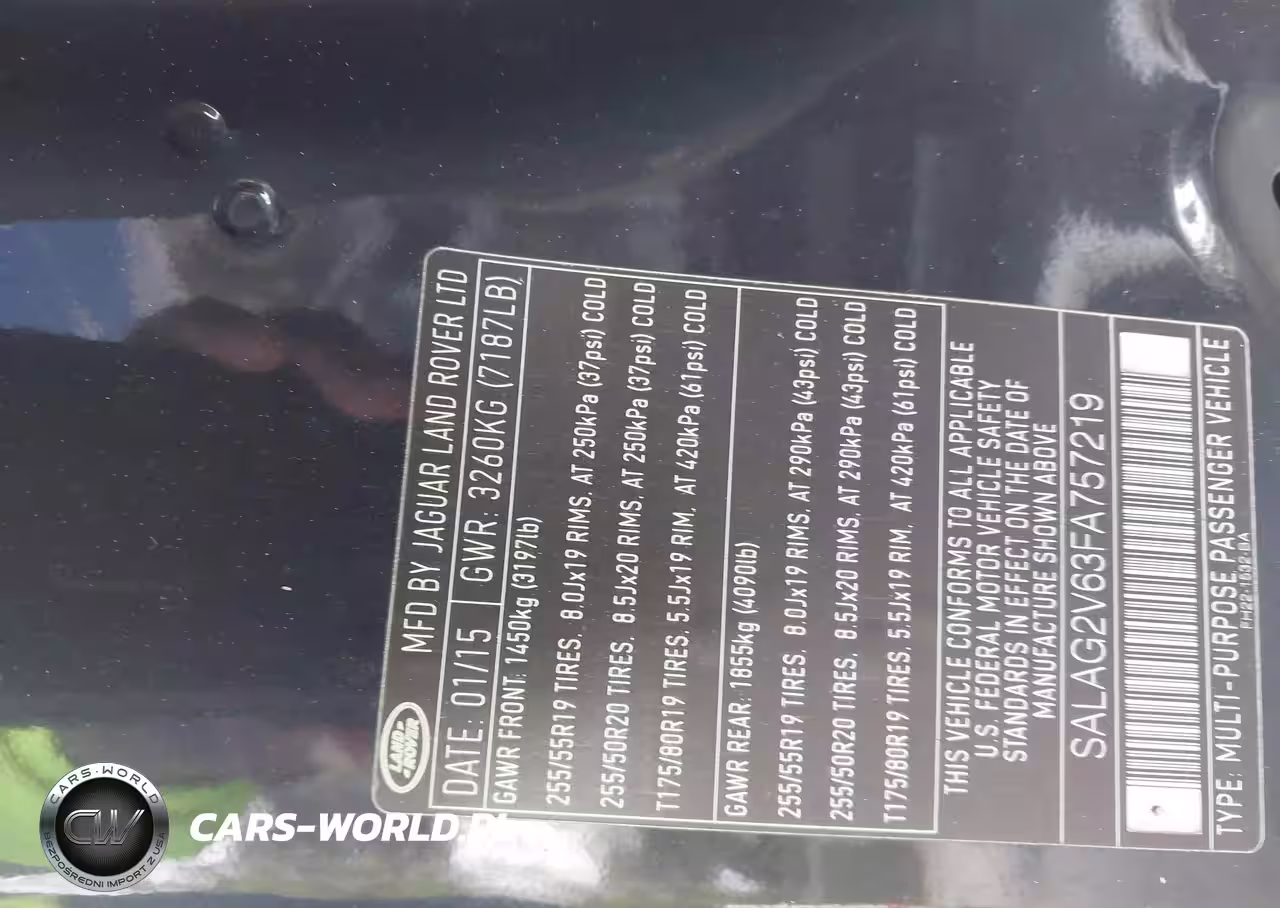 LAND-
-ROVER
MFD BY JAGUAR LAND ROVER LTD
DATE: 01/15 GWR: 3260KG (7187LB)
GAWR FRONT: 1450kg (3197lb)
255/55R19 TIRES, 8.0Jx19 RIMS, AT 250kPa (37psi) COLD
255/50R20 TIRES, 8.5Jx20 RIMS, AT 250kPa (37psi) COLD
T175/80R19 TIRES, 5.5Jx19 RIM, AT 420kPa (61psi) COLD
GAWR REAR: 1855kg (4090lb)
255/55R19 TIRES, 8.0Jx19 RIMS, AT 290kPa (43psi) COLD
255/50R20 TIRES, 8.5Jx20 RIMS, AT 290kPa (43psi) COLD
T175/80R19 TIRES, 5.5Jx19 RIM, AT 420kPa (61psi) COLD
THIS VEHICLE CONFORMS TO ALL APPLICABLE
U.S. FEDERAL MOTOR VEHICLE SAFETY
STANDARDS IN EFFECT ON THE DATE OF
MANUFACTURE SHOWN ABOVE
SALAG2V63FA757219
TYPE: MULTI-PURPOSE PASSENGER VEHICLE
CARS-WORLD
CW
BEZPOŚREDNI IMPORT Z USA
CARS-WORLD.PL